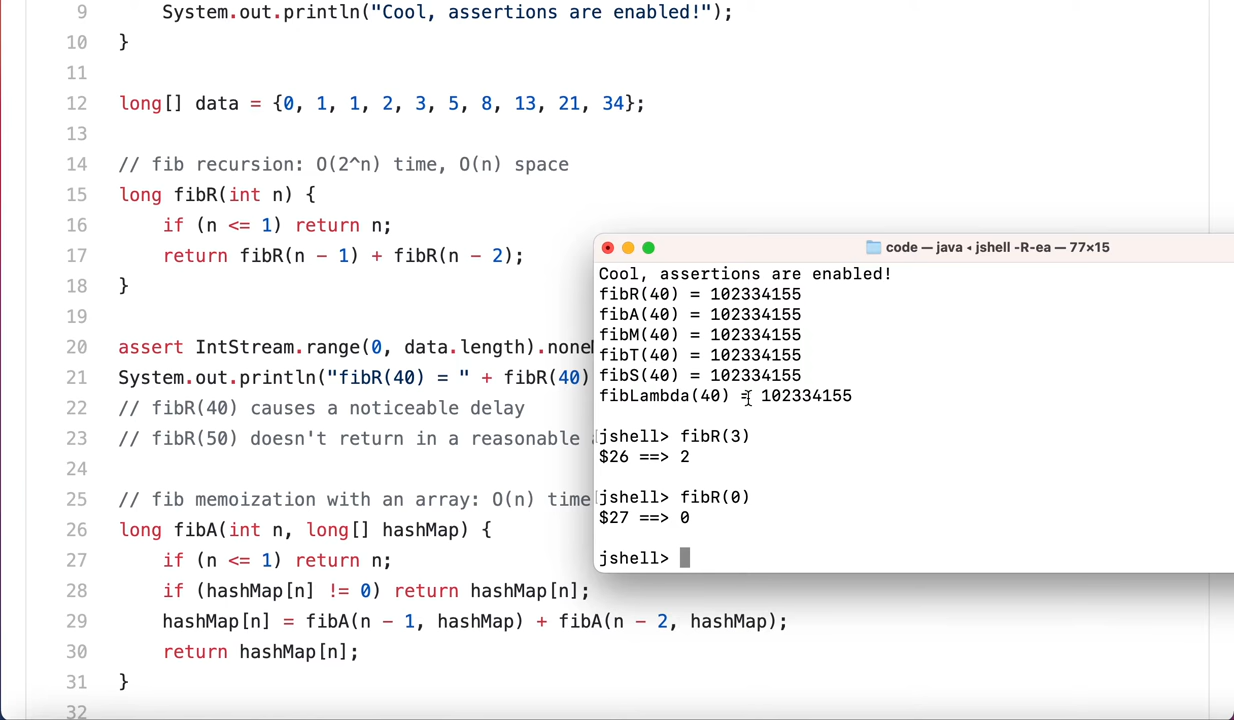 9 System.out.println("Cool, assertions are enabled!");
10 }
11
12 long[] data = {0, 1, 1, 2, 3, 5, 8, 13, 21, 34};
13
14 // fib recursion: O(2^n) time, O(n) space
15 long fibR(int n) {
16 if (n <= 1) return n;
17 return fibR(n - 1) + fibR(n - 2);
18 }
19
20 assert IntStream.range(0, data.length).none
21 System.out.println("fibR(40) = " + fibR(40)
22 // fibR(40) causes a noticeable delay
23 // fibR(50) doesn't return in a reasonable
24
25 // fib memoization with an array: O(n) time
26 long fibA(int n, long[] hashMap) {
27 if (n <= 1) return n;
28 if (hashMap[n] != 0) return hashMap[n];
29 hashMap[n] = fibA(n - 1, hashMap) + fibA(n - 2, hashMap);
30 return hashMap[n];
31 }
32
code — java ◂ jshell -R-ea — 77×15
Cool, assertions are enabled!
fibR(40) = 102334155
fibA(40) = 102334155
fibM(40) = 102334155
fibT(40) = 102334155
fibS(40) = 102334155
fibLambda(40) = 102334155
jshell> fibR(3)
$26 ==> 2
jshell> fibR(0)
$27 ==> 0
jshell>